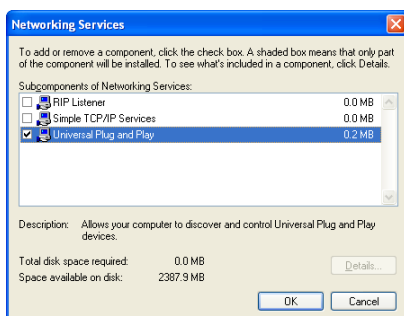 Networking Services
To add or remove a component, click the check box. A shaded box means that only part
of the component will be installed. To see what's included in a component, click Details.
Subcomponents of Networking Services:
RIP Listener 0.0 MB
Simple TCP/IP Services 0.0 MB
Universal Plug and Play 0.2 MB
Description: Allows your computer to discover and control Universal Plug and Play
devices.
Total disk space required: 0.0 MB
Details...
Space available on disk: 2387.9 MB
OK Cancel